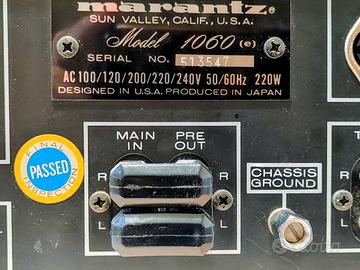 marantz®
SUN VALLEY, CALIF., U.S.A.
Model 1060 (e)
SERIAL NO. 513547
AC 100/120/200/220/240V 50/60Hz 220W
DESIGNED IN U.S.A. PRODUCED IN JAPAN
FINAL
PASSED
INSPECTION
MAIN IN
PRE OUT
R R
L L
CHASSIS
GROUND
R
L